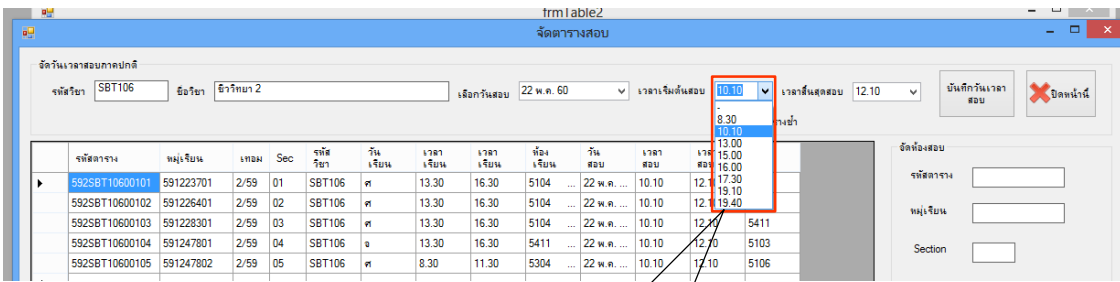 frmTable2
จัดตารางสอบ
จัดวันเวลาสอบภาคปกติ
รหัสวิชา SBT106 ชื่อวิชา ชีววิทยา 2 เลือกวันสอบ 22 พ.ค. 60 เวลาเริ่มต้นสอบ 10.10 เวลาสิ้นสุดสอบ 12.10 บันทึกวันเวลาสอบ ปิดหน้านี้
-
8.30
10.10
13.00
15.00
16.00
17.30
19.10
19.40
จัดห้องสอบ
รหัสตาราง
หมู่เรียน
Section
รหัสตาราง หมู่เรียน เทอม Sec รหัสวิชา วันเรียน เวลาเรียน เวลาเรียน ห้องเรียน วันสอบ เวลาสอบ
592SBT10600101 591223701 2/59 01 SBT106 ศ 13.30 16.30 5104 ... 22 พ.ค. ... 10.10 12.1
592SBT10600102 591226401 2/59 02 SBT106 ศ 13.30 16.30 5104 ... 22 พ.ค. ... 10.10 12.1
592SBT10600103 591228301 2/59 03 SBT106 ศ 13.30 16.30 5104 ... 22 พ.ค. ... 10.10 12.10 5411
592SBT10600104 591247801 2/59 04 SBT106 จ 13.30 16.30 5411 ... 22 พ.ค. ... 10.10 12.10 5103
592SBT10600105 591247802 2/59 05 SBT106 ศ 8.30 11.30 5304 ... 22 พ.ค. ... 10.10 12.10 5106